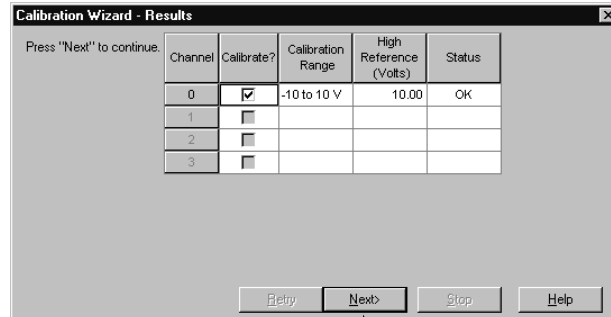 Calibration Wizard - Results
Press "Next" to continue.
Channel Calibrate? Calibration Range High Reference (Volts) Status
0 -10 to 10 V 10.00 OK
1
2
3
Retry Next> Stop Help